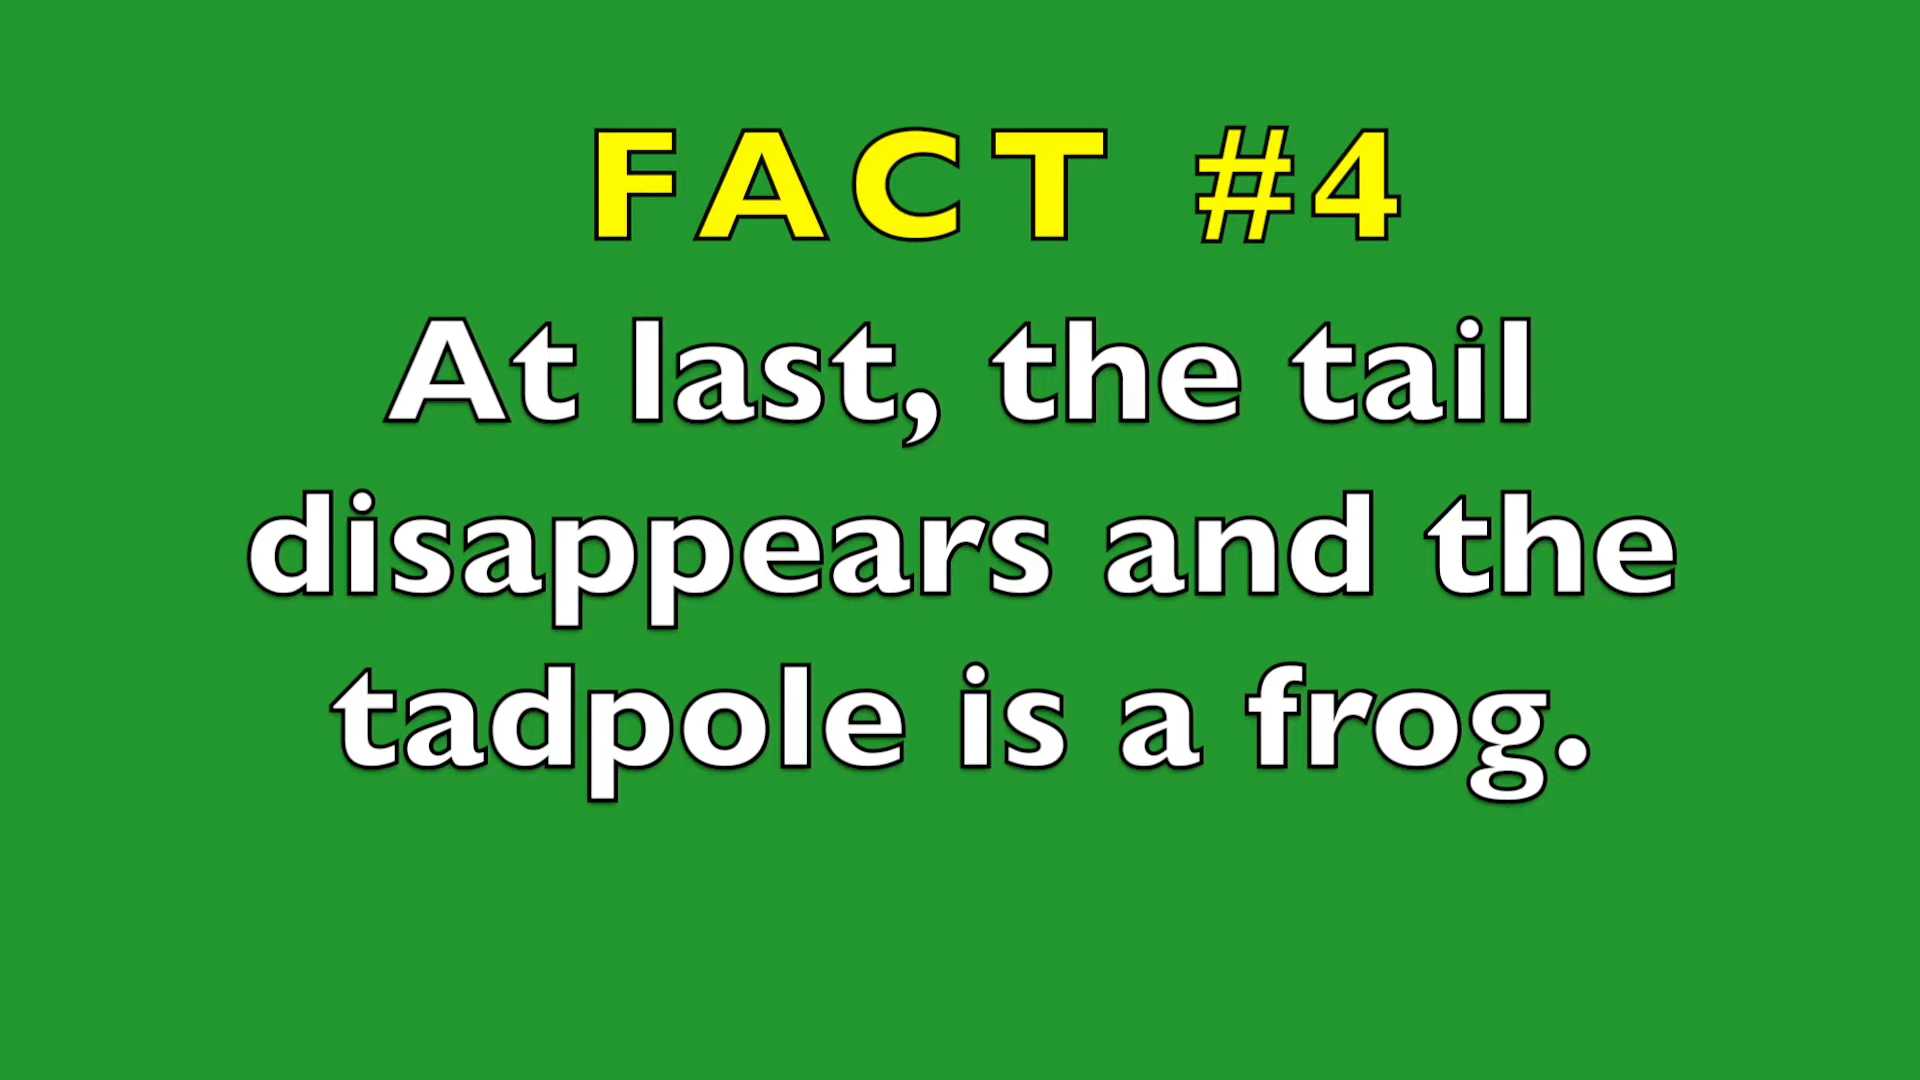 FACT #4
At last, the tail
disappears and the
tadpole is a frog.